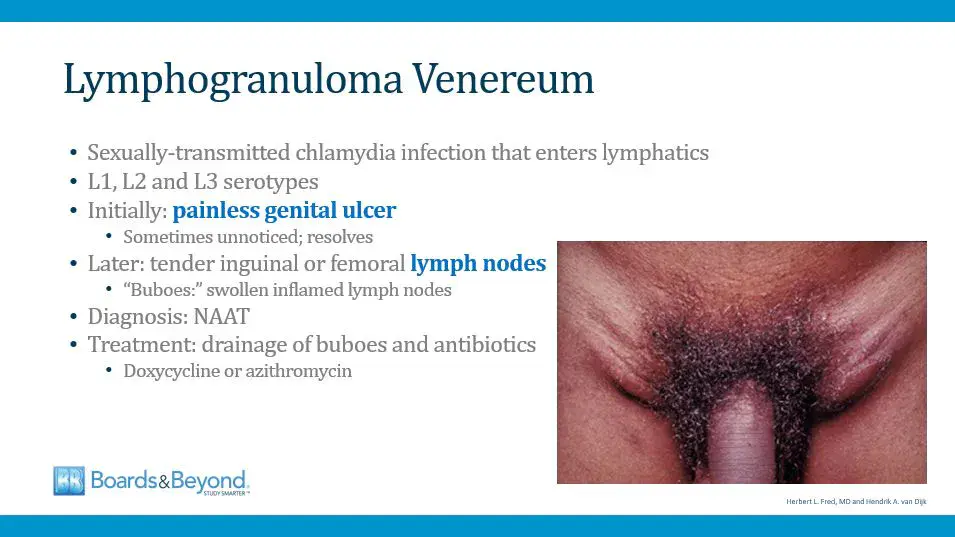 Lymphogranuloma Venereum
• Sexually-transmitted chlamydia infection that enters lymphatics
• L1, L2 and L3 serotypes
• Initially: painless genital ulcer
• Sometimes unnoticed; resolves
• Later: tender inguinal or femoral lymph nodes
• “Buboes:” swollen inflamed lymph nodes
• Diagnosis: NAAT
• Treatment: drainage of buboes and antibiotics
• Doxycycline or azithromycin
BB Boards&Beyond.
STUDY SMARTER ™
Herbert L. Fred, MD and Hendrik A. van Dijk